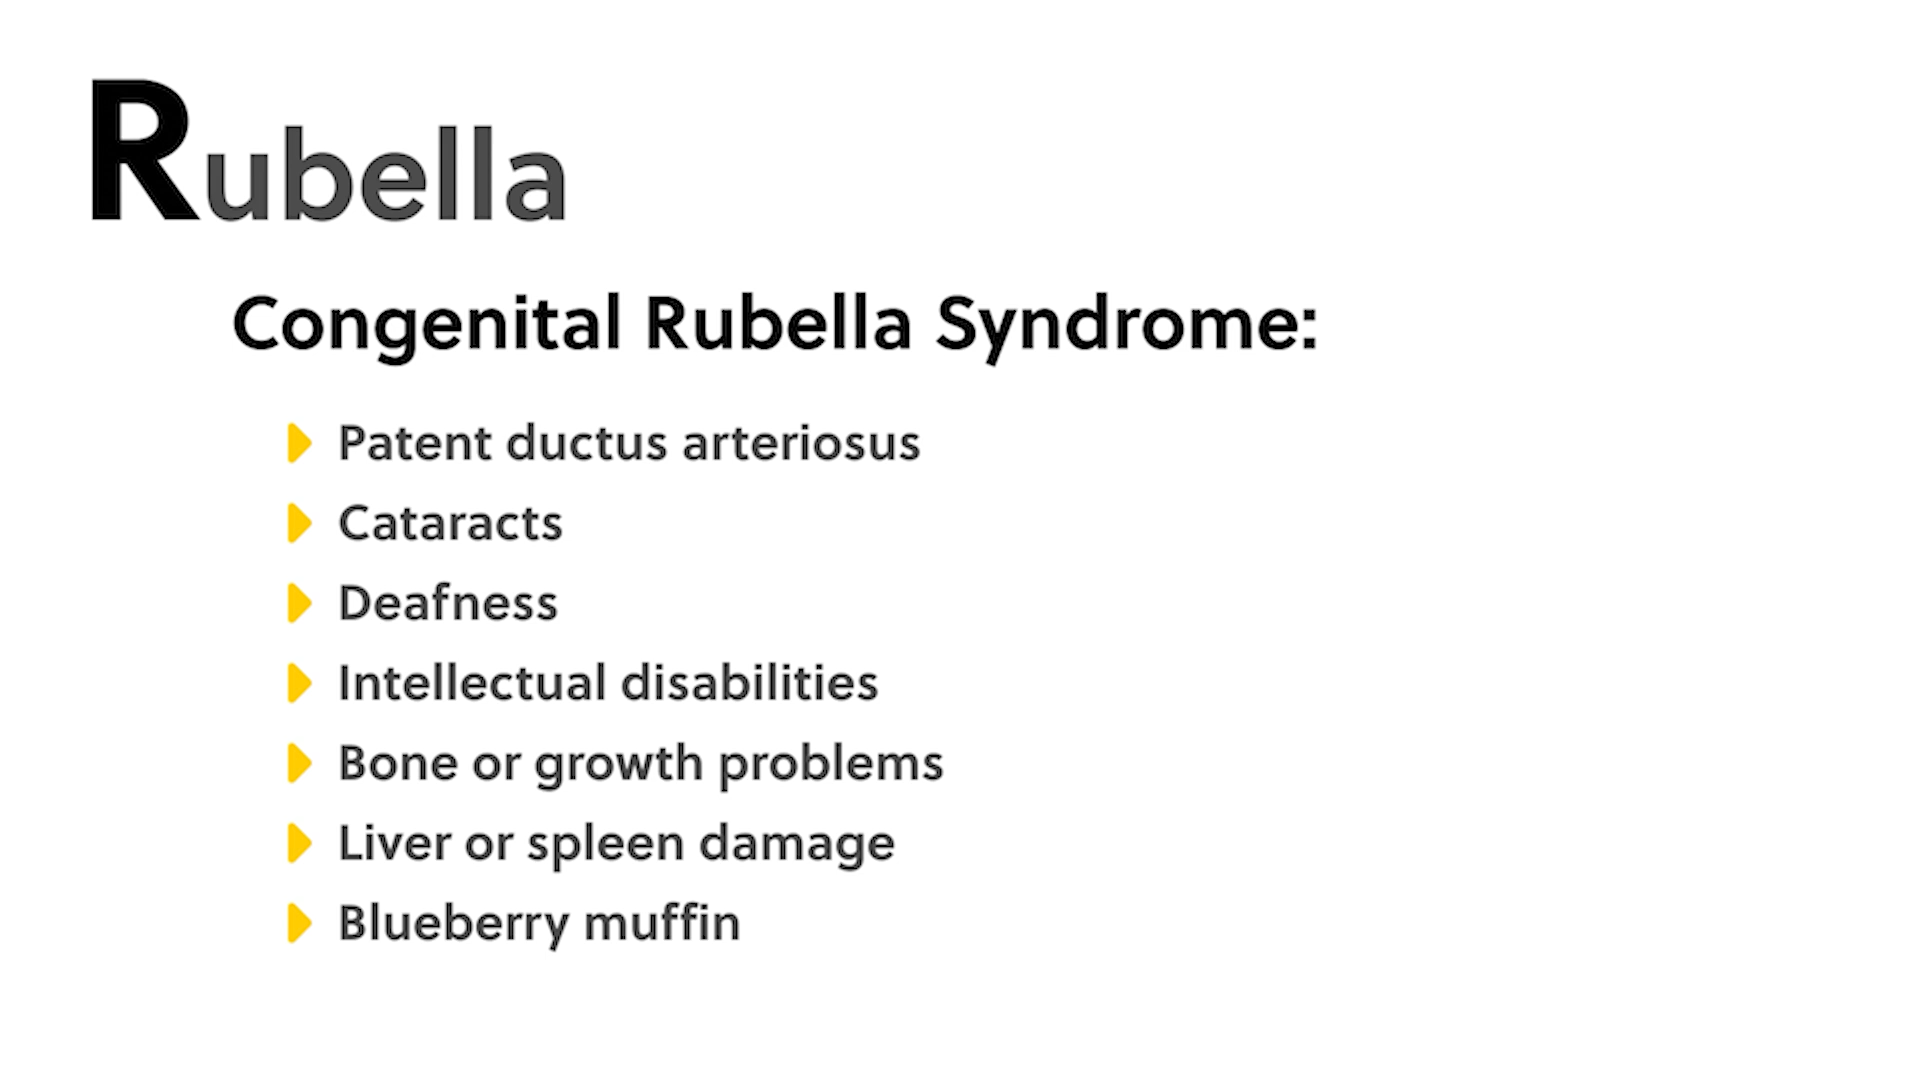 Rubella
Congenital Rubella Syndrome:
Patent ductus arteriosus
Cataracts
Deafness
Intellectual disabilities
Bone or growth problems
Liver or spleen damage
Blueberry muffin